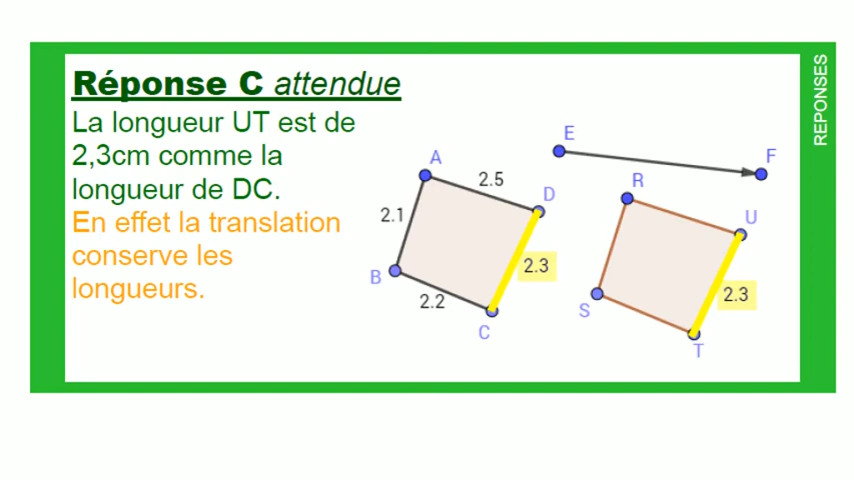 Réponse C attendue
La longueur UT est de
2,3cm comme la
longueur de DC.
En effet la translation
conserve les
longueurs.
REPONSES
E
F
A
2.5
D
R
U
2.1
B
2.3
2.2
C
S
2.3
T